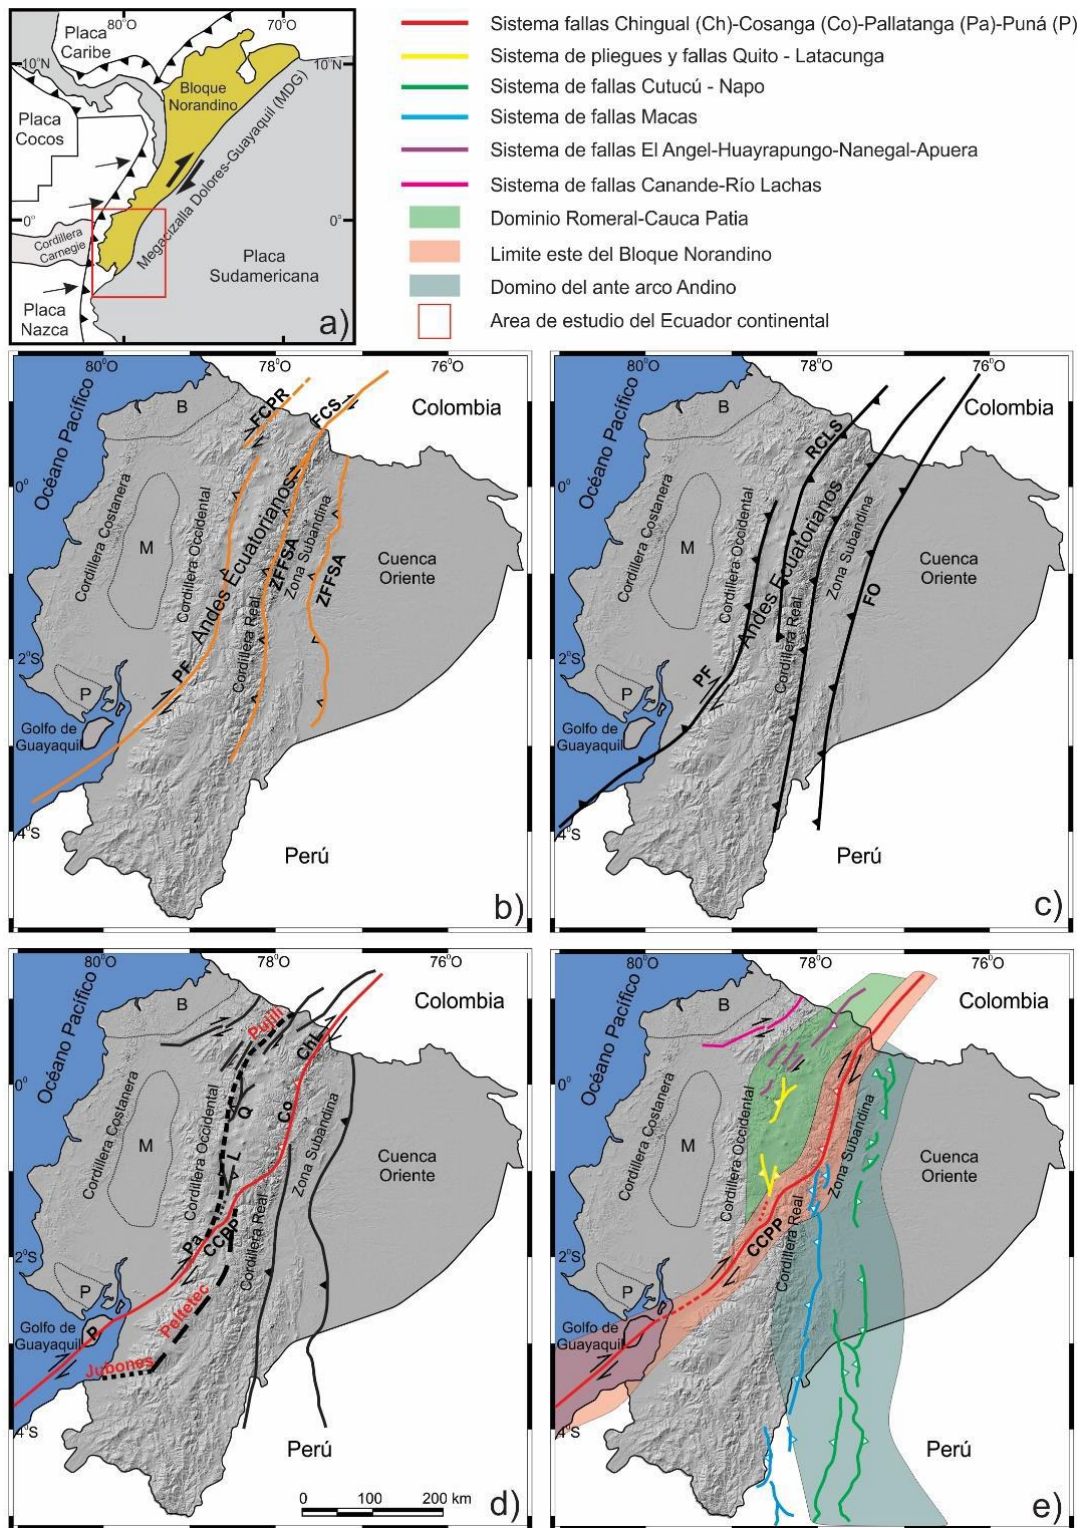 80°O
70°O
Placa
Caribe
10°N
10°N
Bloque
Norandino
Placa
Cocos
Megacizalla Dolores-Guayaquil (MDG)
0°
0°
Cordillera
Carnegie
Placa
Sudamericana
Placa
Nazca
a)
Sistema fallas Chingual (Ch)-Cosanga (Co)-Pallatanga (Pa)-Puná (P)
Sistema de pliegues y fallas Quito - Latacunga
Sistema de fallas Cutucú - Napo
Sistema de fallas Macas
Sistema de fallas El Angel-Huayrapungo-Nanegal-Apuera
Sistema de fallas Canande-Río Lachas
Dominio Romeral-Cauca Patia
Limite este del Bloque Norandino
Domino del ante arco Andino
Area de estudio del Ecuador continental
80°O
78°O
76°O
Océano Pacífico
B
FCPR
FCS
Colombia
0°
Cordillera Costanera
M
Cordillera Occidental
Andes Ecuatorianos
ZFFSA
Zona Subandina
ZFFSA
Cuenca
Oriente
Cordillera Real
2°S
PF
P
Golfo de
Guayaquil
4°S
Perú
b)
80°O
78°O
76°O
Océano Pacífico
B
RCLS
Colombia
0°
Cordillera Costanera
M
Cordillera Occidental
Andes Ecuatorianos
Zona Subandina
Cuenca
Oriente
FO
Cordillera Real
2°S
PF
P
Golfo de
Guayaquil
4°S
Perú
c)
80°O
78°O
76°O
Océano Pacífico
B
Pujilí
ChL
Colombia
0°
Q
Co
Cordillera Costanera
M
Cordillera Occidental
L
Zona Subandina
Cuenca
Oriente
Pa
CCPP
Cordillera Real
2°S
P
Peltetec
Golfo de
Guayaquil
P
Jubones
4°S
Perú
0 100 200 km
d)
80°O
78°O
76°O
Océano Pacífico
B
Colombia
0°
Cordillera Costanera
M
Cordillera Occidental
Zona Subandina
Cuenca
Oriente
CCPP
Cordillera Real
2°S
P
Golfo de
Guayaquil
4°S
Perú
e)